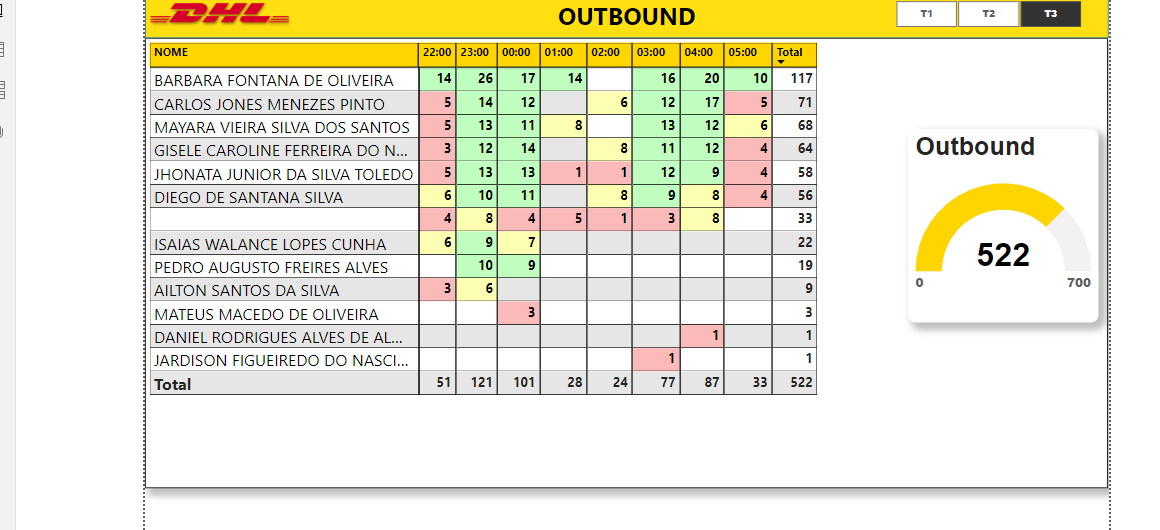 DHL OUTBOUND T1 T2 T3
NOME 22:00 23:00 00:00 01:00 02:00 03:00 04:00 05:00 Total
BARBARA FONTANA DE OLIVEIRA 14 26 17 14 16 20 10 117
CARLOS JONES MENEZES PINTO 5 14 12 6 12 17 5 71
MAYARA VIEIRA SILVA DOS SANTOS 5 13 11 8 13 12 6 68
GISELE CAROLINE FERREIRA DO N... 3 12 14 8 11 12 4 64
JHONATA JUNIOR DA SILVA TOLEDO 5 13 13 1 1 12 9 4 58
DIEGO DE SANTANA SILVA 6 10 11 8 9 8 4 56
4 8 4 5 1 3 8 33
ISAIAS WALANCE LOPES CUNHA 6 9 7 22
PEDRO AUGUSTO FREIRES ALVES 10 9 19
AILTON SANTOS DA SILVA 3 6 9
MATEUS MACEDO DE OLIVEIRA 3 3
DANIEL RODRIGUES ALVES DE AL... 1 1
JARDISON FIGUEIREDO DO NASCI... 1 1
Total 51 121 101 28 24 77 87 33 522
Outbound
522
0 700